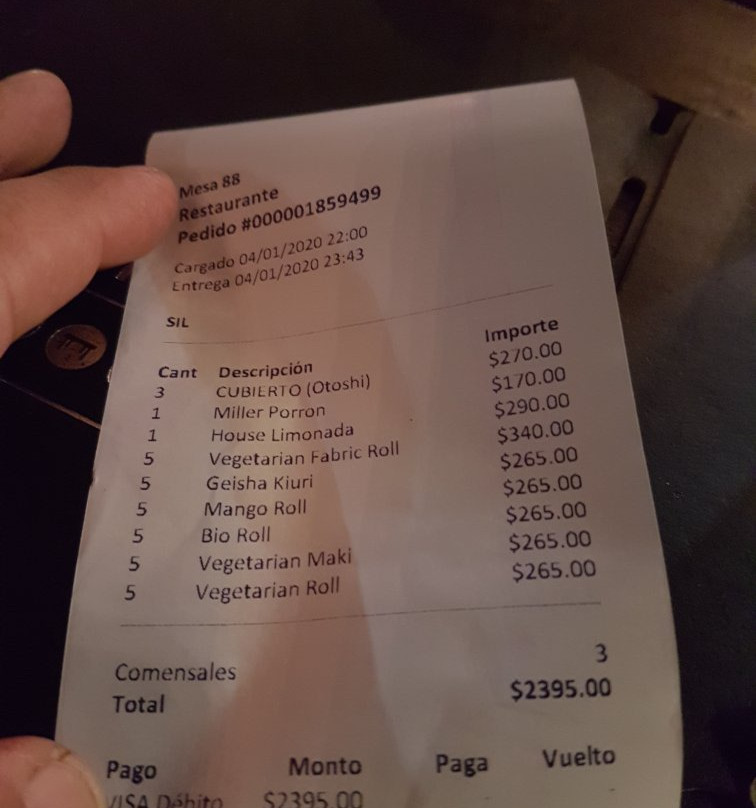 Mesa 88
Restaurante
Pedido #000001859499
Cargado 04/01/2020 22:00
Entrega 04/01/2020 23:43
SIL
Cant Descripción Importe
3 CUBIERTO (Otoshi) $270.00
1 Miller Porron $170.00
1 House Limonada $290.00
5 Vegetarian Fabric Roll $340.00
5 Geisha Kiuri $265.00
5 Mango Roll $265.00
5 Bio Roll $265.00
5 Vegetarian Maki $265.00
5 Vegetarian Roll $265.00
Comensales 3
Total $2395.00
Pago Monto Paga Vuelto
VISA Débito $2395.00